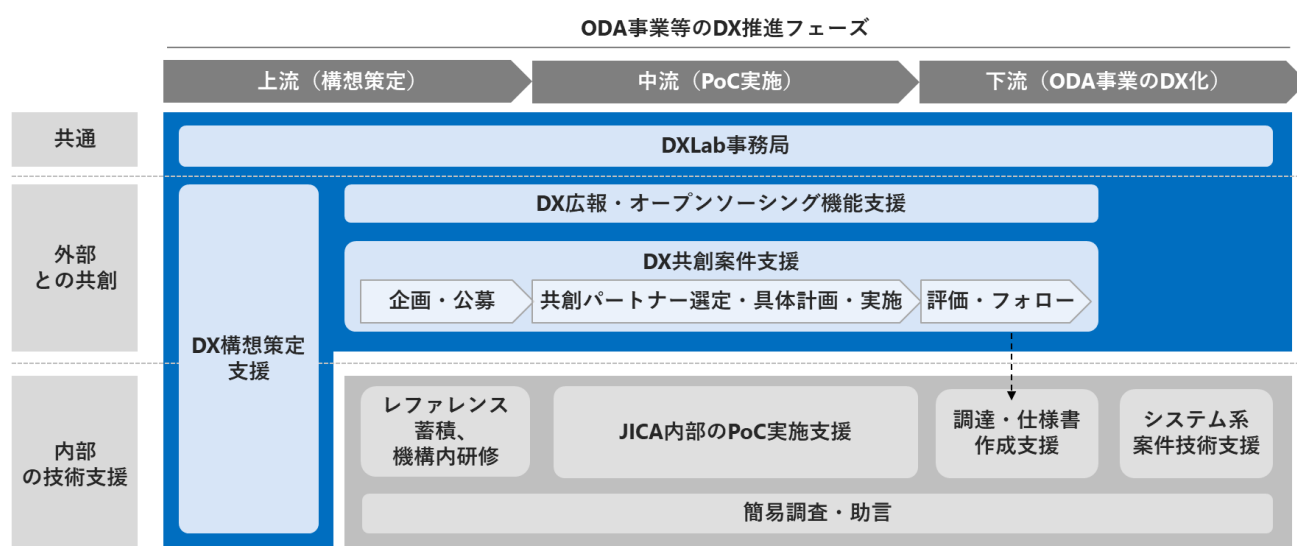 ODA事業等のDX推進フェーズ
上流（構想策定）
中流（PoC実施）
下流（ODA事業のDX化）
共通
DXLab事務局
外部
との共創
DX構想策定
支援
DX広報・オープンソーシング機能支援
DX共創案件支援
企画・公募
共創パートナー選定・具体計画・実施
評価・フォロー
内部
の技術支援
レファレンス
蓄積、
機構内研修
JICA内部のPoC実施支援
調達・仕様書
作成支援
システム系
案件技術支援
簡易調査・助言